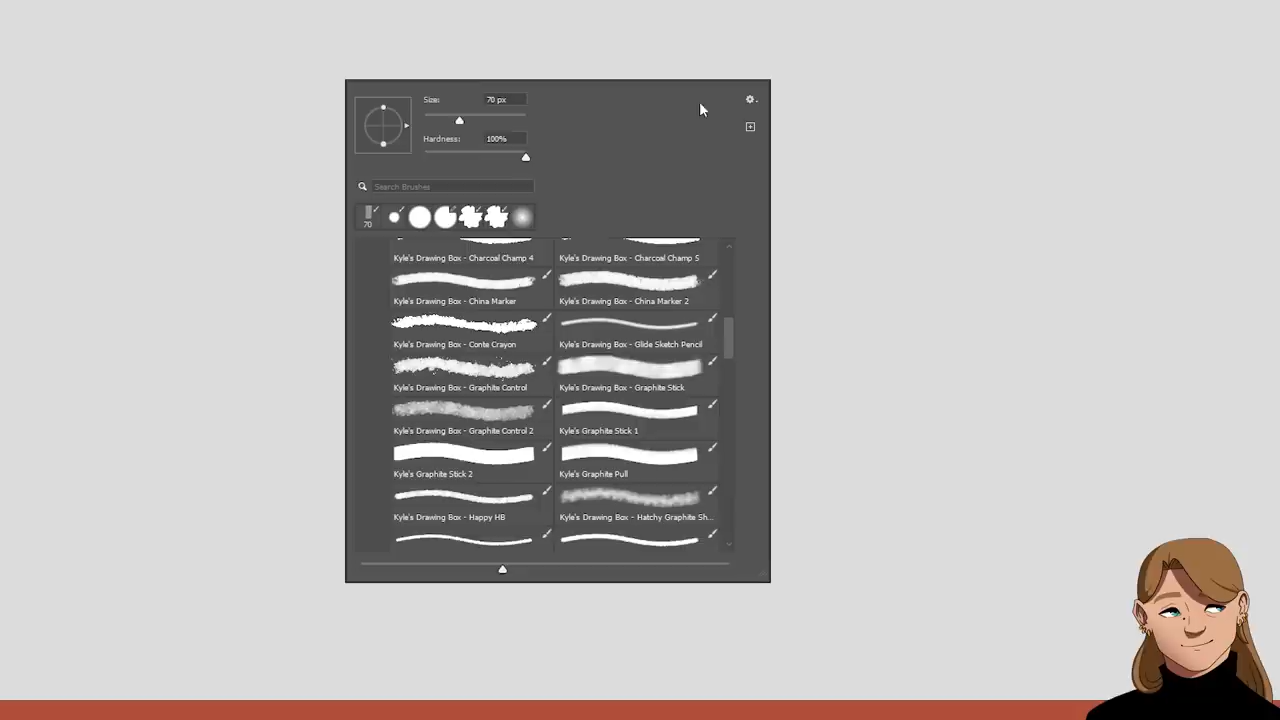 Size: 70 px
Hardness: 100%
Search Brushes
70
Kyle's Drawing Box - Charcoal Champ 4 Kyle's Drawing Box - Charcoal Champ 5
Kyle's Drawing Box - China Marker Kyle's Drawing Box - China Marker 2
Kyle's Drawing Box - Conte Crayon Kyle's Drawing Box - Glide Sketch Pencil
Kyle's Drawing Box - Graphite Control Kyle's Drawing Box - Graphite Stick
Kyle's Drawing Box - Graphite Control 2 Kyle's Graphite Stick 1
Kyle's Graphite Stick 2 Kyle's Graphite Pull
Kyle's Drawing Box - Happy HB Kyle's Drawing Box - Hatchy Graphite Sh...